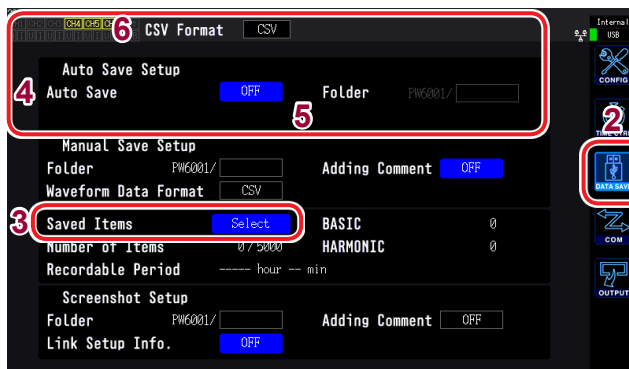 CH2 CH3 CH4 CH5 CH
6 CSV Format CSV
Internal
USB
Auto Save Setup
4 Auto Save OFF Folder PW6001/
5
CONFIG
2
Manual Save Setup
Folder PW6001/ Adding Comment OFF
Waveform Data Format CSV
DATA SAVE
3 Saved Items Select BASIC 0
Number of Items 0/5000 HARMONIC 0
Recordable Period ----- hour -- min
COM
Screenshot Setup
Folder PW6001/ Adding Comment OFF
Link Setup Info. OFF
OUTPUT